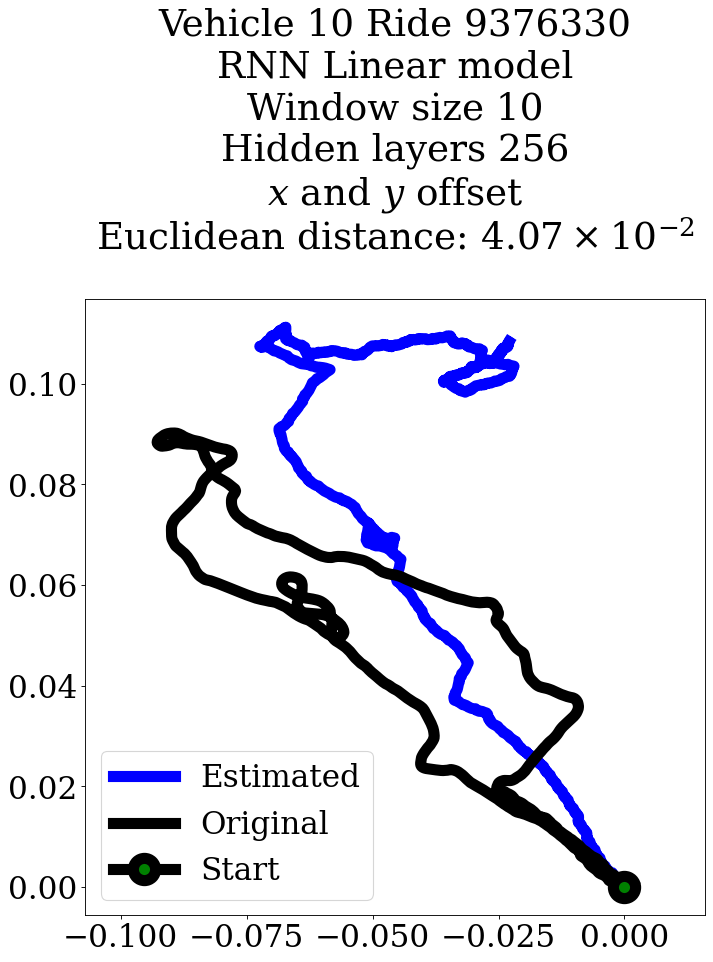 Vehicle 10 Ride 9376330
RNN Linear model
Window size 10
Hidden layers 256
x and y offset
Euclidean distance: 4.07 × 10⁻²
0.10
0.08
0.06
0.04
0.02
0.00
Estimated
Original
Start
−0.100 −0.075 −0.050 −0.025 0.000